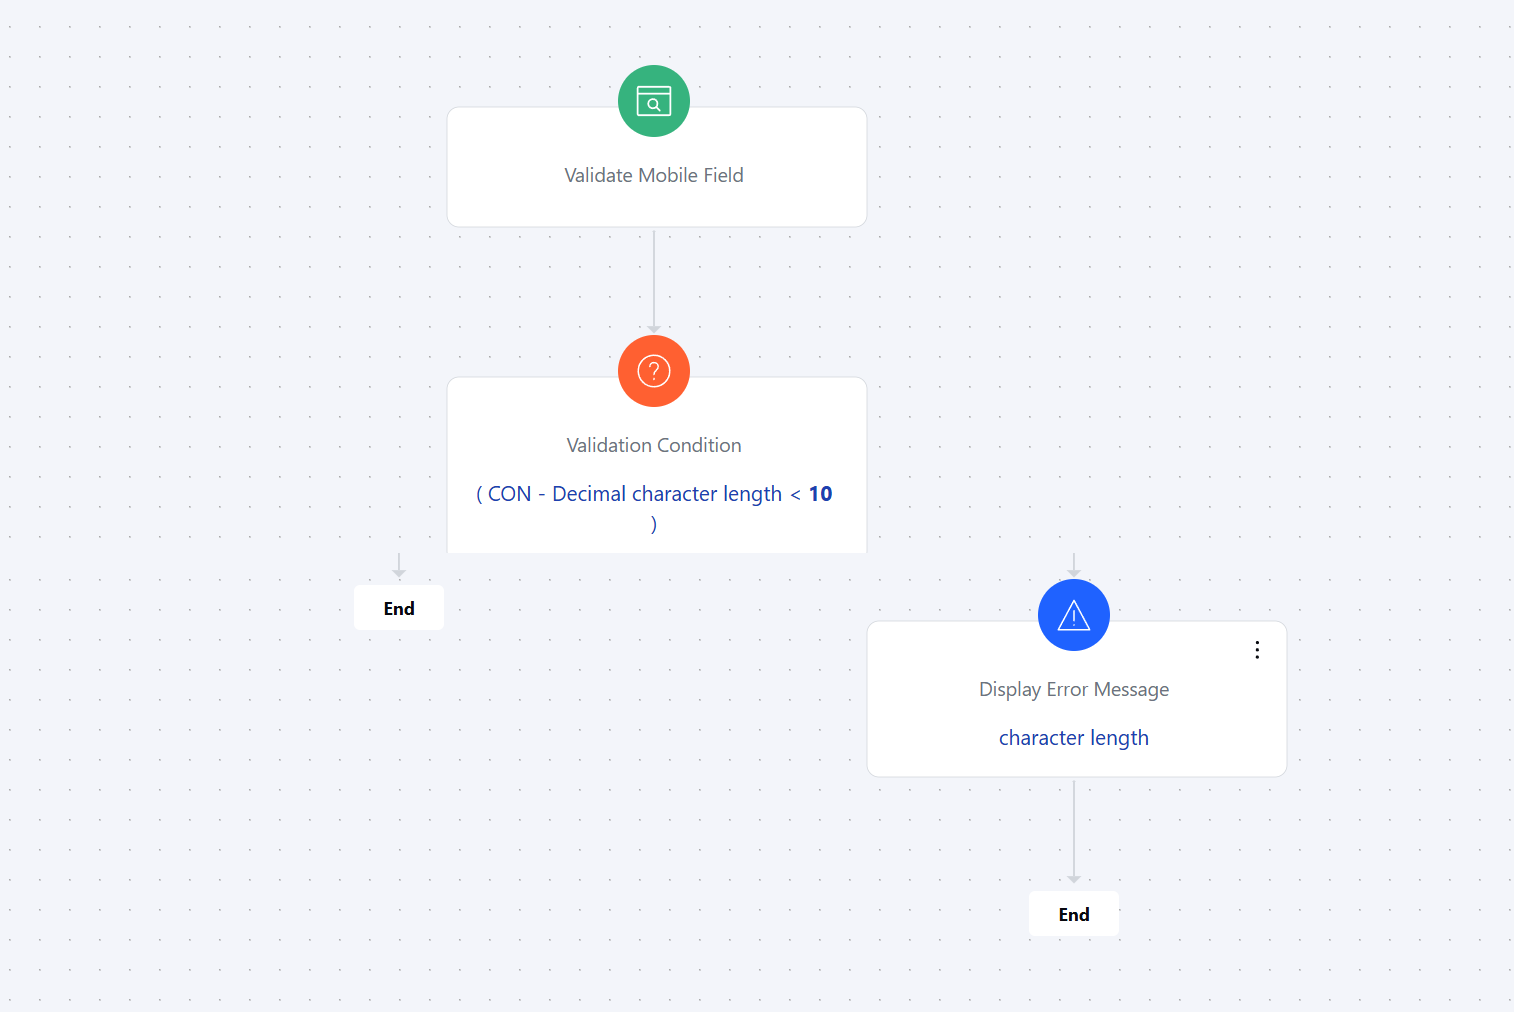 Validate Mobile Field
Validation Condition
( CON - Decimal character length < 10
)
End
Display Error Message
character length
End